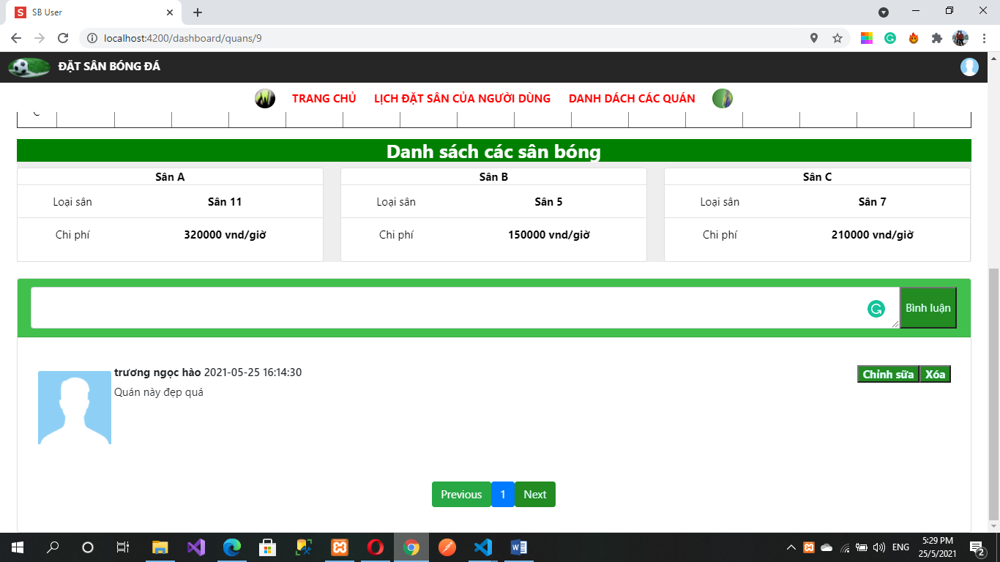 SB User
localhost:4200/dashboard/quans/9
ĐẶT SÂN BÓNG ĐÁ
TRANG CHỦ LỊCH ĐẶT SÂN CỦA NGƯỜI DÙNG DANH DÁCH CÁC QUÁN
C
Danh sách các sân bóng
Sân A Sân B Sân C
Loại sân Sân 11 Loại sân Sân 5 Loại sân Sân 7
Chi phí 320000 vnd/giờ Chi phí 150000 vnd/giờ Chi phí 210000 vnd/giờ
Bình luận
trương ngọc hào 2021-05-25 16:14:30 Chỉnh sữa Xóa
Quán này đẹp quá
Previous 1 Next
5:29 PM
ENG
25/5/2021
2